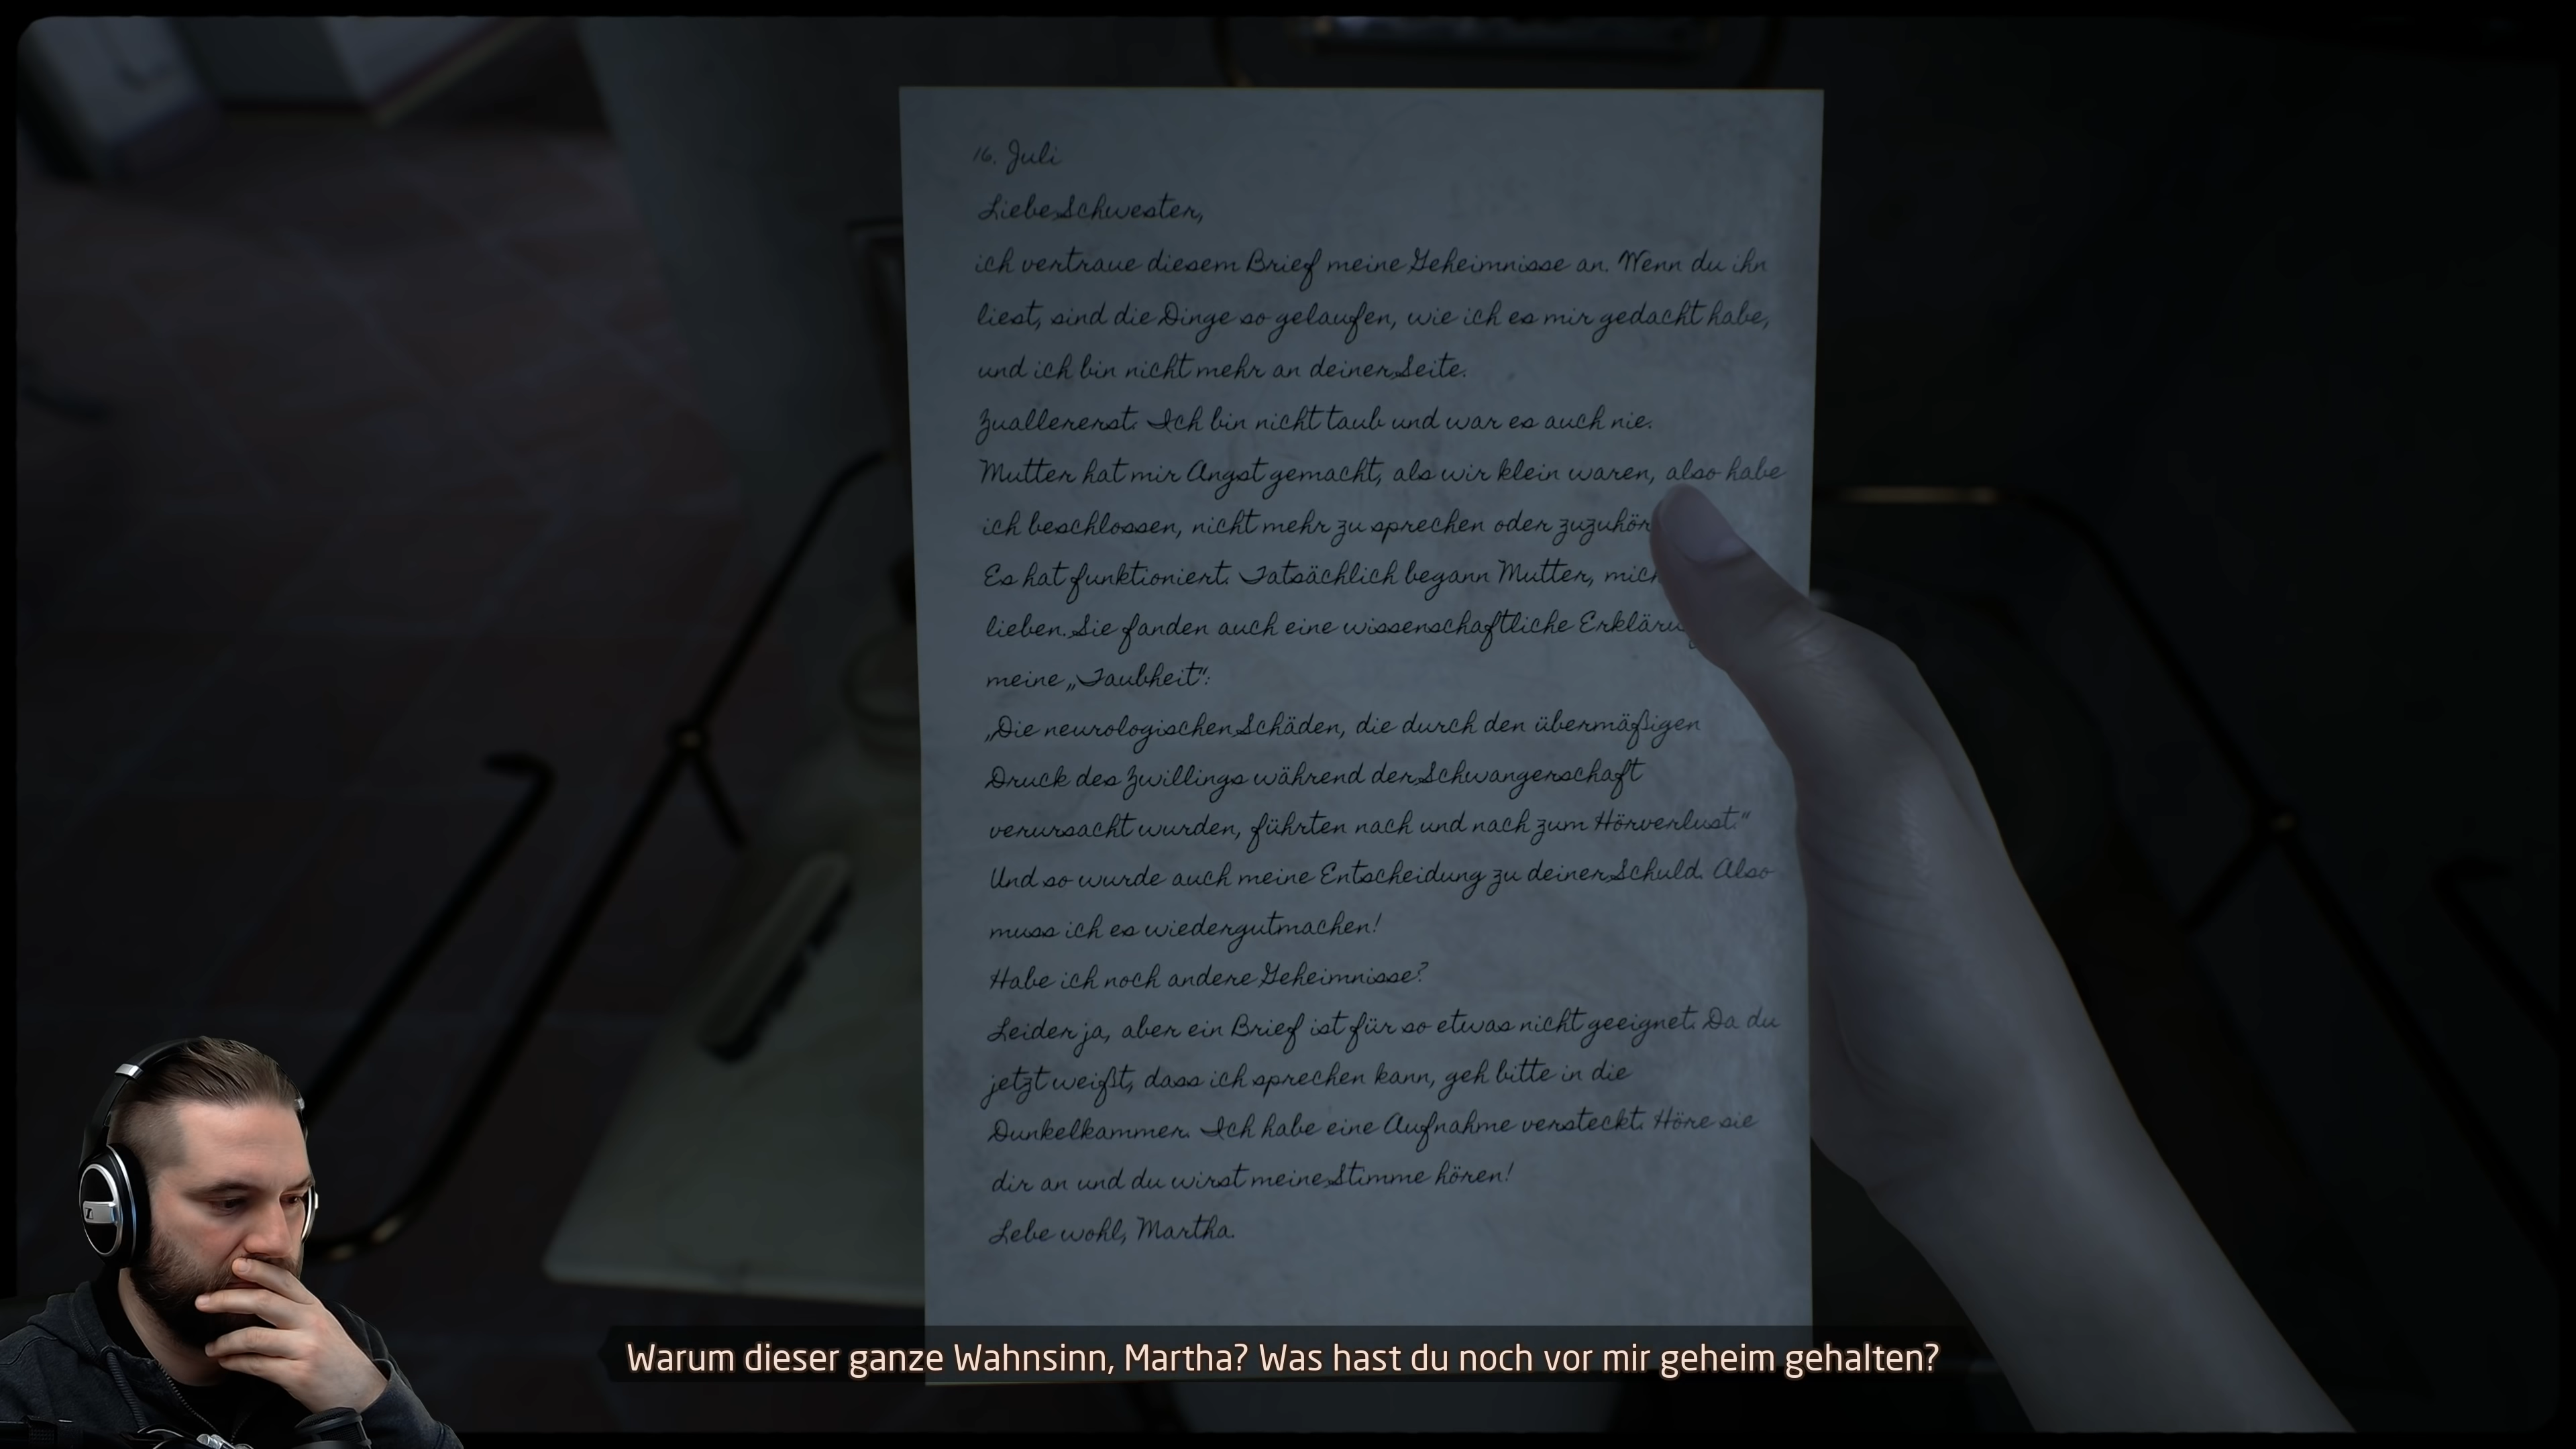 16. Juli
Liebe Schwester,
ich vertraue diesem Brief meine Geheimnisse an. Wenn du ihn
liest, sind die Dinge so gelaufen, wie ich es mir gedacht habe,
und ich bin nicht mehr an deiner Seite.
Zuallererst: Ich bin nicht taub und war es auch nie.
Mutter hat mir Angst gemacht, als wir klein waren, also habe
ich beschlossen, nicht mehr zu sprechen oder zuzuhör
Es hat funktioniert. Tatsächlich begann Mutter, mich
lieben. Sie fanden auch eine wissenschaftliche Erkläru
meine „Taubheit“:
„Die neurologischen Schäden, die durch den übermäßigen
Druck des Zwillings während der Schwangerschaft
verursacht wurden, führten nach und nach zum Hörverlust.“
Und so wurde auch meine Entscheidung zu deiner Schuld. Also
muss ich es wiedergutmachen!
Habe ich noch andere Geheimnisse?
Leider ja, aber ein Brief ist für so etwas nicht geeignet. Da du
jetzt weißt, dass ich sprechen kann, geh bitte in die
Dunkelkammer. Ich habe eine Aufnahme versteckt. Höre sie
dir an und du wirst meine Stimme hören!
Lebe wohl, Martha.
Warum dieser ganze Wahnsinn, Martha? Was hast du noch vor mir geheim gehalten?